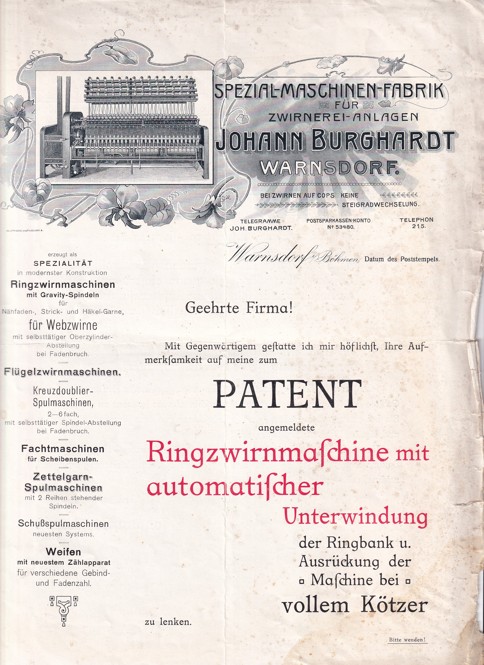 SPEZIAL-MASCHINEN-FABRIK
FÜR
ZWIRNEREI-ANLAGEN
JOHANN BURGHARDT
WARNSDORF.
BEI ZWIRNEN AUF COPS KEINE
STEIGRADWECHSELUNG.
TELEGRAMME
JOH. BURGHARDT.
POSTSPARKASSEN-KONTO
Nº 53460.
TELEPHON
215
Warnsdorf Böhmen, Datum des Poststempels.
erzeugt als
SPEZIALITÄT
in modernster Konstruktion
Ringzwirnmaschinen
mit Gravity-Spindeln
für
Nähfaden-, Strick- und Häkel-Garne,
für Webzwirne
mit selbsttätiger Oberzylinder-
Abstellung
bei Fadenbruch.
Flügelzwirnmaschinen.
Kreuzdoublier-
Spulmaschinen,
2—6fach,
mit selbsttätiger Spindel-Abstellung
bei Fadenbruch.
Fachtmaschinen
für Scheibenspulen.
Zettelgarn-
Spulmaschinen
mit 2 Reihen stehender
Spindeln.
Schußspulmaschinen
neuesten Systems.
Weifen
mit neuestem Zählapparat
für verschiedene Gebind-
und Fadenzahl.
Geehrte Firma!
Mit Gegenwärtigem geſtatte ich mir höflichſt, Ihre Auf-
merkſamkeit auf meine zum
PATENT
angemeldete
Ringzwirnmaſchine mit
automatiſcher
Unterwindung
der Ringbank u.
Ausrückung der
Maſchine bei
vollem Kötzer
zu lenken.
Bitte wenden!